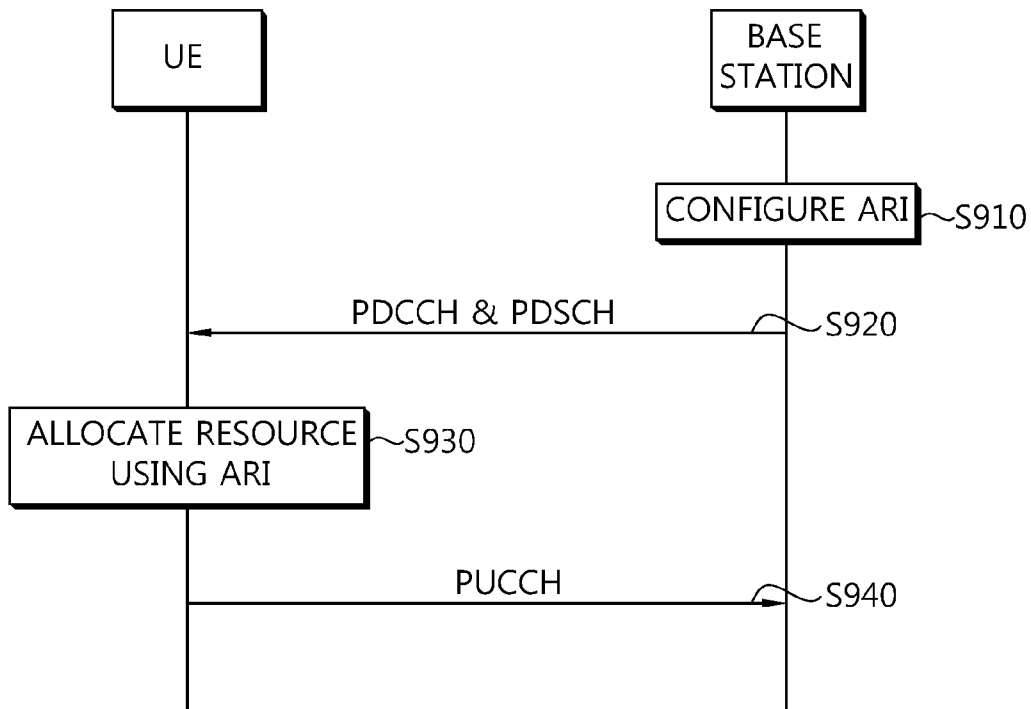 UE
BASE
STATION
CONFIGURE ARI
S910
PDCCH & PDSCH
S920
ALLOCATE RESOURCE
USING ARI
S930
PUCCH
S940